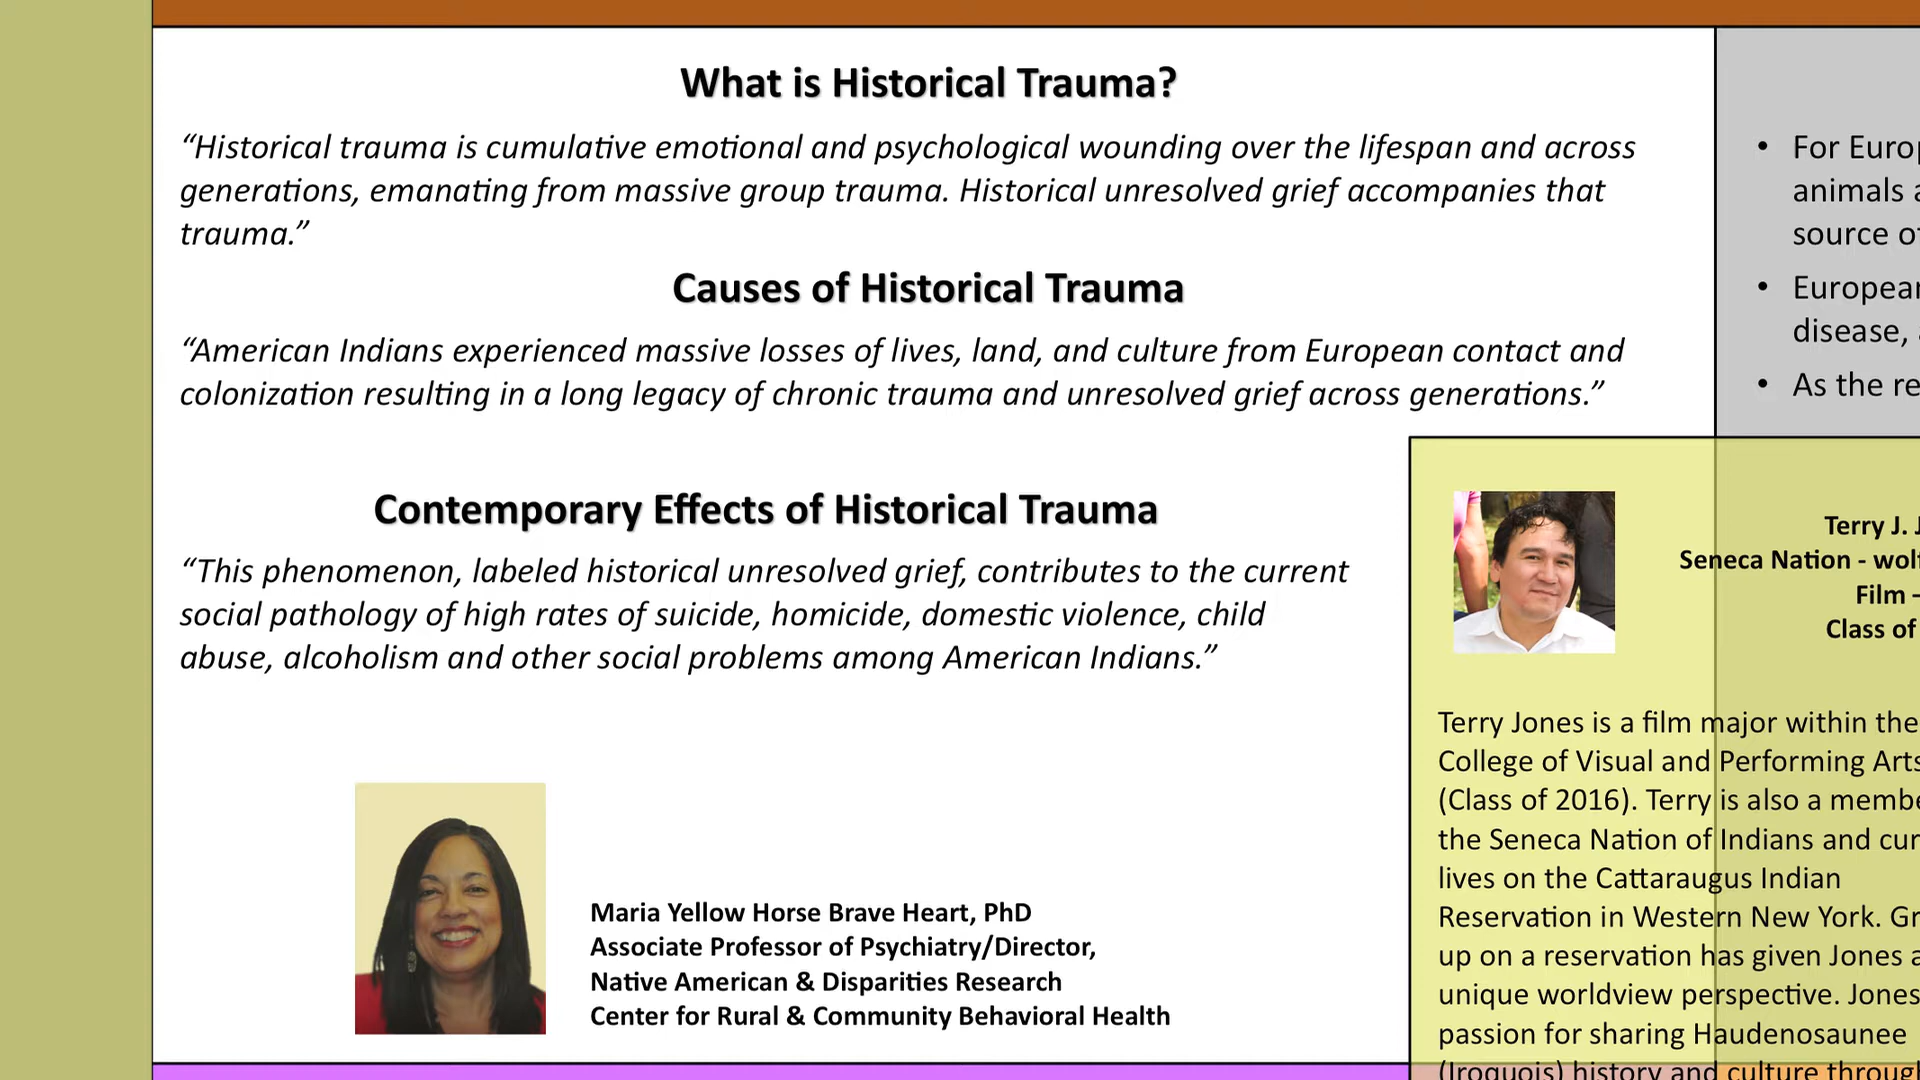 What is Historical Trauma?
“Historical trauma is cumulative emotional and psychological wounding over the lifespan and across
generations, emanating from massive group trauma. Historical unresolved grief accompanies that
trauma.”
Causes of Historical Trauma
“American Indians experienced massive losses of lives, land, and culture from European contact and
colonization resulting in a long legacy of chronic trauma and unresolved grief across generations.”
Contemporary Effects of Historical Trauma
“This phenomenon, labeled historical unresolved grief, contributes to the current
social pathology of high rates of suicide, homicide, domestic violence, child
abuse, alcoholism and other social problems among American Indians.”
Maria Yellow Horse Brave Heart, PhD
Associate Professor of Psychiatry/Director,
Native American & Disparities Research
Center for Rural & Community Behavioral Health
• For
animals
source
•
disease,
• As the
Terry J.
Seneca Nation -
Film –
Class of
Terry Jones is a film major within the
College of Visual and Performing Arts
(Class of 2016). Terry is also a
the Seneca Nation of Indians and
lives on the Cattaraugus Indian
Reservation in Western New York.
up on a reservation has given Jones
unique worldview perspective. Jones
passion for sharing Haudenosaunee
(Iroquois) history and culture